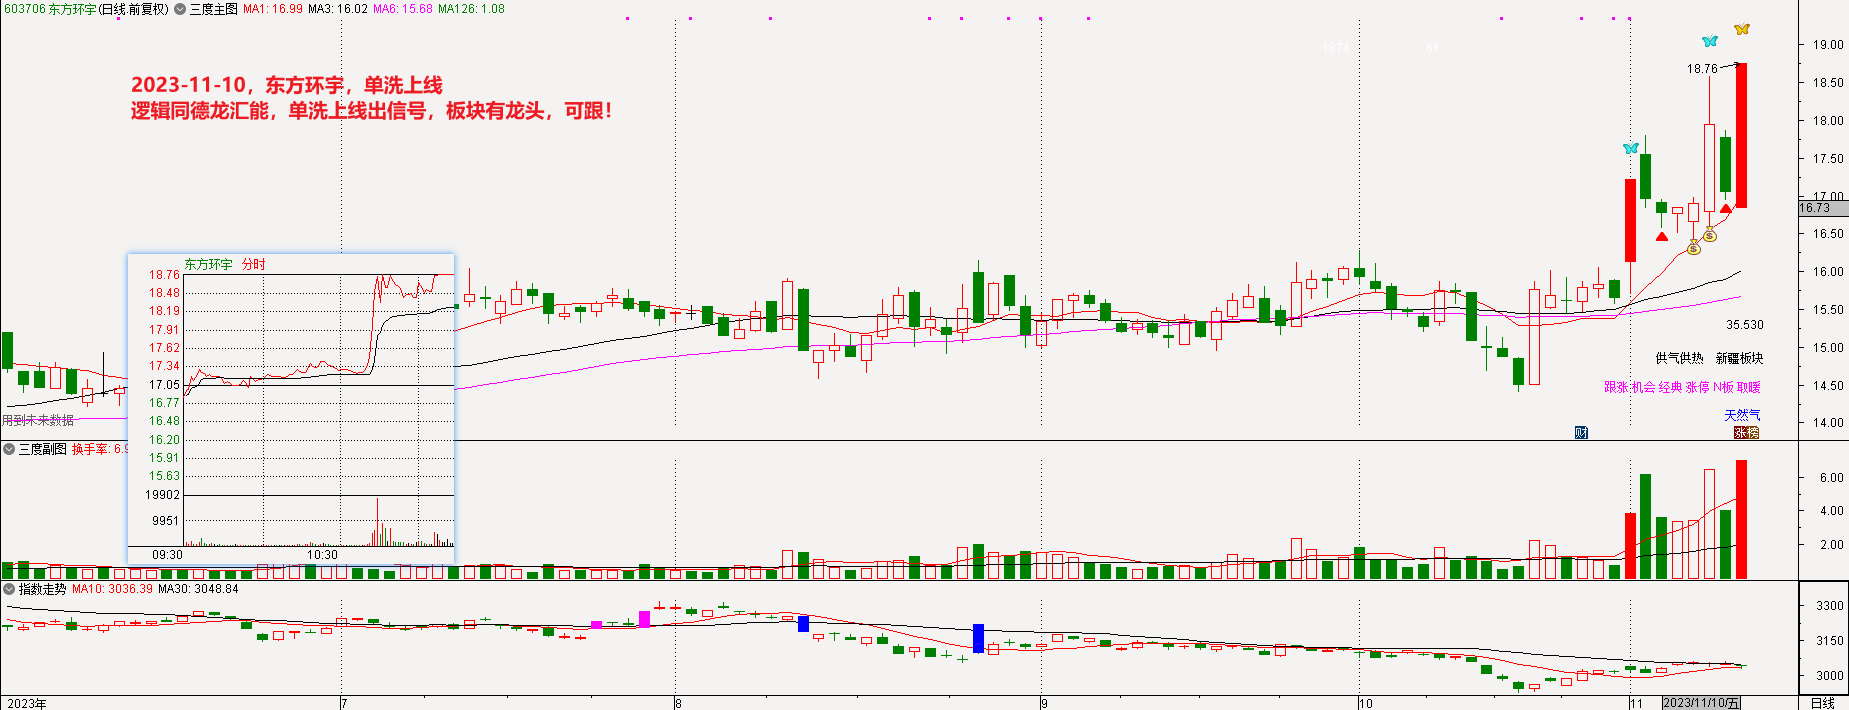 603706 东方环宇(日线.前复权) 三度主图 MA1: 16.99 MA3: 16.02 MA6: 15.68 MA126: 1.08
19.00
1874
61
2023-11-10，东方环宇，单洗上线
逻辑同德龙汇能，单洗上线出信号，板块有龙头，可跟！
18.76
18.50
18.00
17.50
17.00
16.73
16.50
16.00
15.50
15.00
14.50
14.00
35.530
供气供热 新疆板块
跟涨:机会 经典 涨停 N板 取暖
天然气
财
涨榜
用到未来数据
东方环宇 分时
18.76
18.48
18.19
17.91
17.62
17.34
17.05
16.77
16.48
16.20
15.91
15.63
19902
9951
09:30
10:30
三度副图 换手率: 6.9
6.00
4.00
2.00
指数走势 MA10: 3036.39 MA30: 3048.84
3300
3150
3000
2023年 7 8 9 10 11 2023/11/10/五 日线